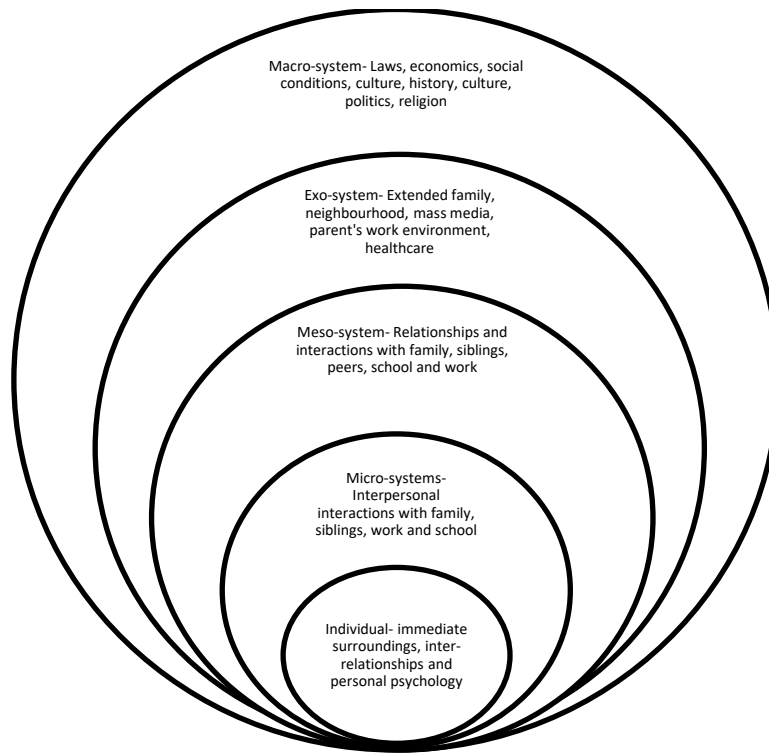 Macro-system- Laws, economics, social
conditions, culture, history, culture,
politics, religion
Exo-system- Extended family,
neighbourhood, mass media,
parent's work environment,
healthcare
Meso-system- Relationships and
interactions with family, siblings,
peers, school and work
Micro-systems-
Interpersonal
interactions with family,
siblings, work and school
Individual- immediate
surroundings, inter-
relationships and
personal psychology